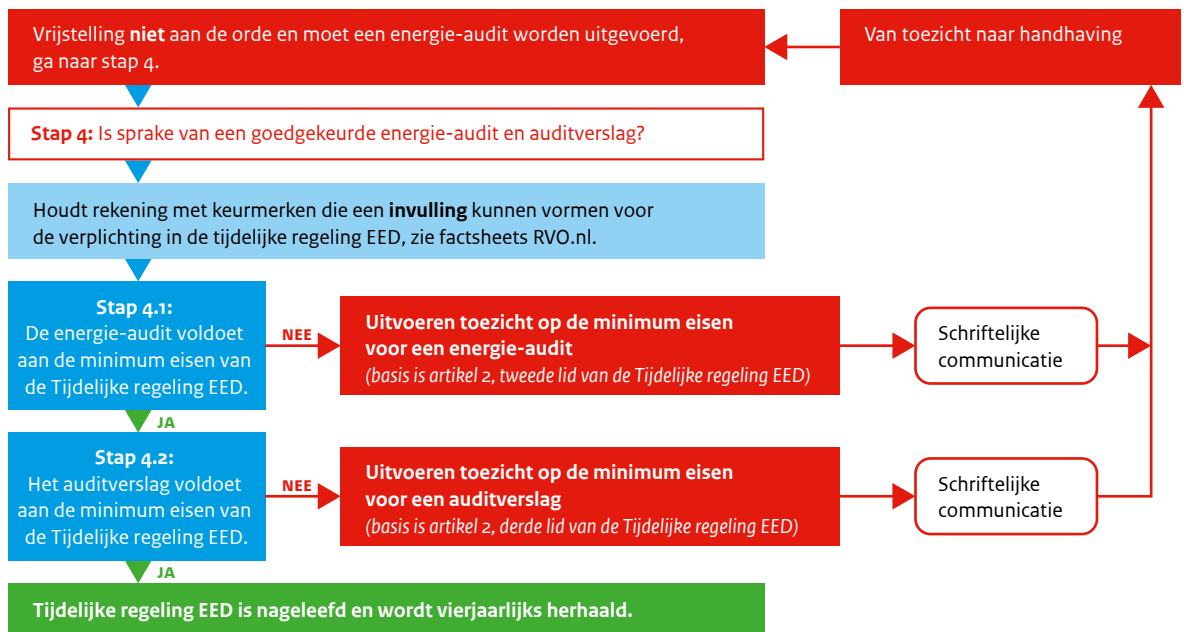 Vrijstelling niet aan de orde en moet een energie-audit worden uitgevoerd,
ga naar stap 4.
Van toezicht naar handhaving
Stap 4: Is sprake van een goedgekeurde energie-audit en auditverslag?
Houdt rekening met keurmerken die een invulling kunnen vormen voor
de verplichting in de tijdelijke regeling EED, zie factsheets RVO.nl.
Stap 4.1:
De energie-audit voldoet
aan de minimum eisen van
de Tijdelijke regeling EED.
NEE
Uitvoeren toezicht op de minimum eisen
voor een energie-audit
(basis is artikel 2, tweede lid van de Tijdelijke regeling EED)
Schriftelijke
communicatie
JA
Stap 4.2:
Het auditverslag voldoet
aan de minimum eisen van
de Tijdelijke regeling EED.
NEE
Uitvoeren toezicht op de minimum eisen
voor een auditverslag
(basis is artikel 2, derde lid van de Tijdelijke regeling EED)
Schriftelijke
communicatie
JA
Tijdelijke regeling EED is nageleefd en wordt vierjaarlijks herhaald.